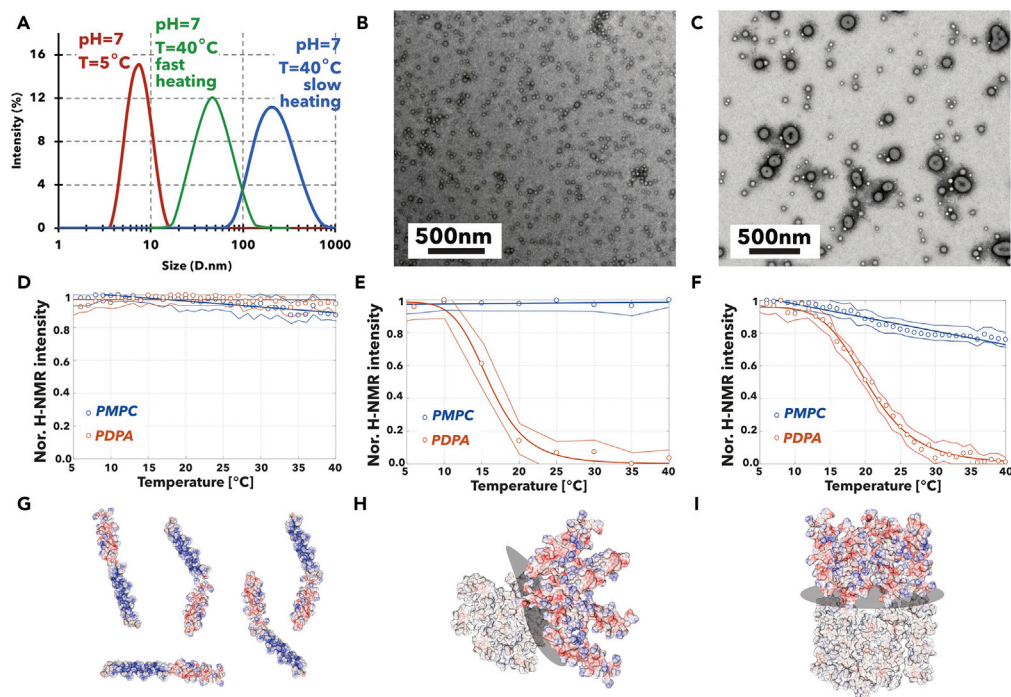 A
pH=7
T=5°C
pH=7
T=40°C
fast
heating
pH=7
T=40°C
slow
heating
16
12
8
4
0
Intensity (%)
1
10
100
1000
Size (D.nm)
B
500nm
C
500nm
D
1
0.8
0.6
0.4
0.2
0.0
Nor. H-NMR intensity
PMPC
PDPA
5
10
15
20
25
30
35
40
Temperature [°C]
E
1
0.8
0.6
0.4
0.2
0.0
Nor. H-NMR intensity
PMPC
PDPA
5
10
15
20
25
30
35
40
Temperature [°C]
F
1
0.8
0.6
0.4
0.2
0.0
Nor. H-NMR intensity
PMPC
PDPA
5
10
15
20
25
30
35
40
Temperature [°C]
G
H
I